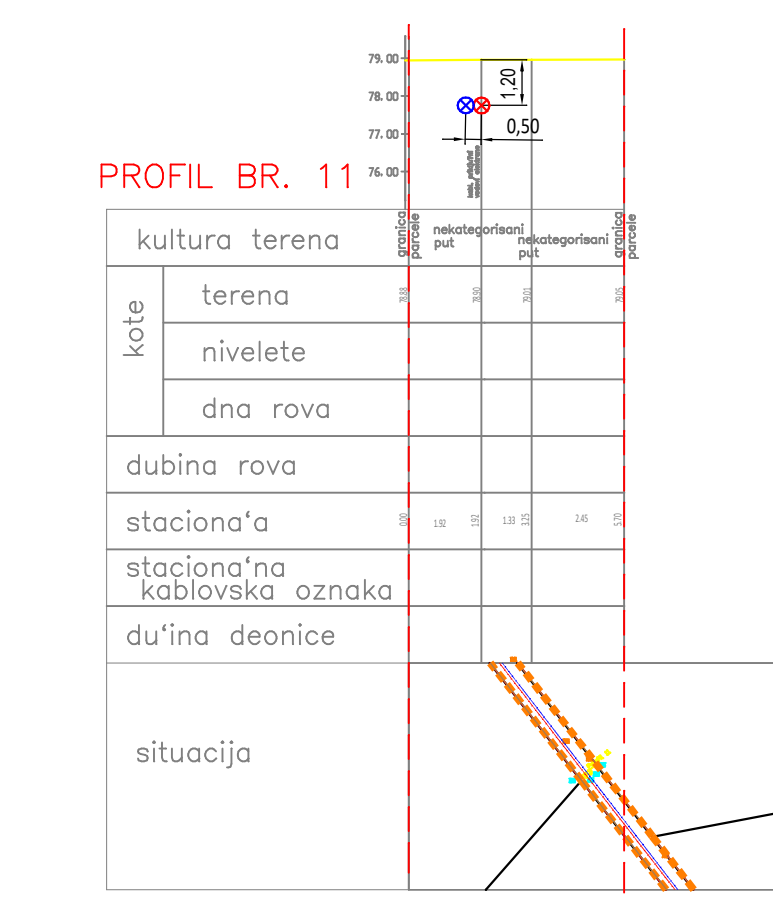 79.00
78.00
77.00
76.00
1,20
0,50
PROFIL BR. 11
kultura terena
granica
parcele
nekategorisani
put
nekategorisani
put
granica
parcele
kote
terena
78.88
78.90
79.01
79.05
nivelete
dna rova
dubina rova
staciona‘a
0.00
1.92
1.92
1.33
3.25
2.45
5.70
staciona‘na
kablovska oznaka
du‘ina deonice
situacija